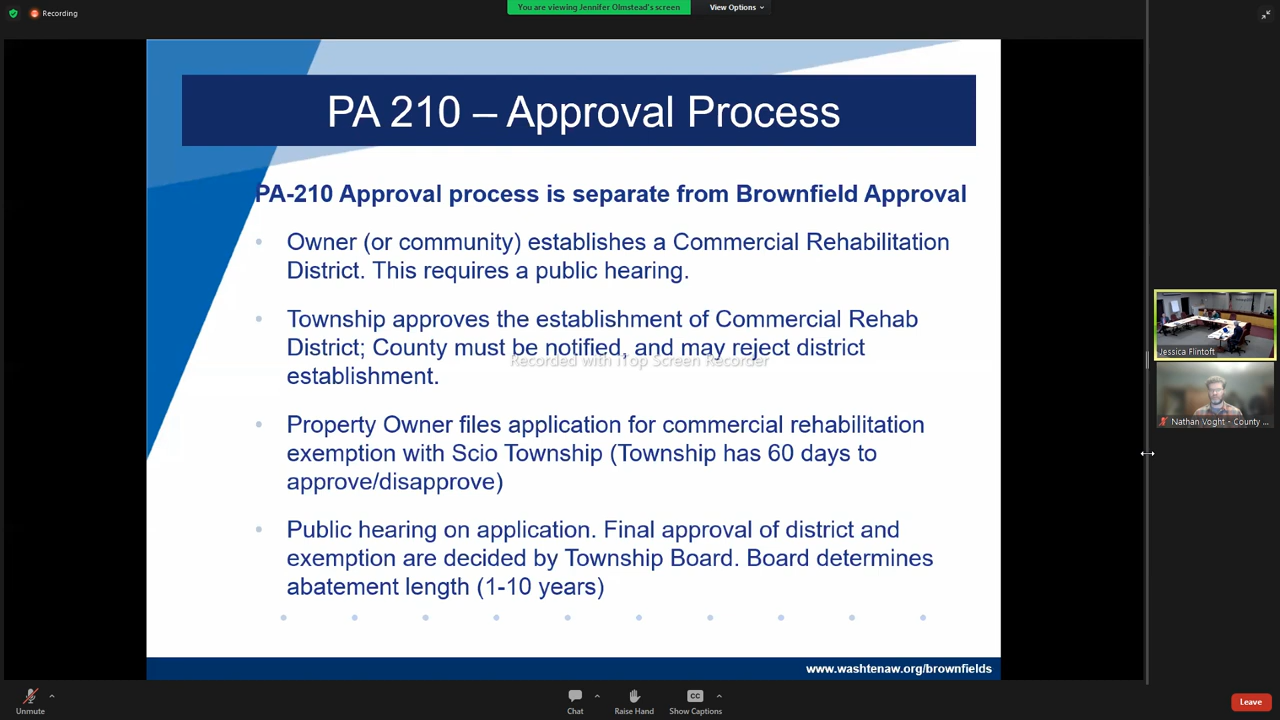 Recording
You are viewing Jennifer Olmstead's screen
View Options
PA 210 – Approval Process
PA-210 Approval process is separate from Brownfield Approval
• Owner (or community) establishes a Commercial Rehabilitation
District. This requires a public hearing.
• Township approves the establishment of Commercial Rehab
District; County must be notified, and may reject district
establishment.
Recorded with iTop Screen Recorder
• Property Owner files application for commercial rehabilitation
exemption with Scio Township (Township has 60 days to
approve/disapprove)
• Public hearing on application. Final approval of district and
exemption are decided by Township Board. Board determines
abatement length (1-10 years)
www.washtenaw.org/brownfields
Jessica Flintoft
Nathan Voght - County ...
Unmute
Chat
Raise Hand
CC
Show Captions
Leave